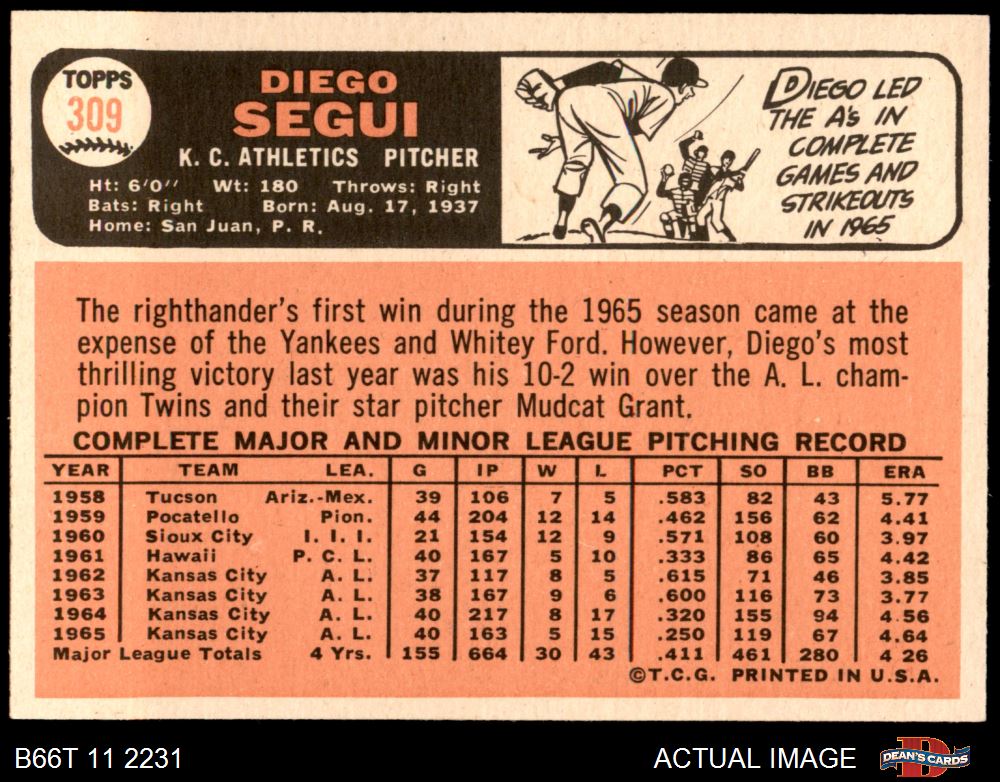 TOPPS
309
DIEGO
SEGUI
K. C. ATHLETICS PITCHER
Ht: 6'0'' Wt: 180 Throws: Right
Bats: Right Born: Aug. 17, 1937
Home: San Juan, P. R.
DIEGO LED
THE A's IN
COMPLETE
GAMES AND
STRIKEOUTS
IN 1965
The righthander's first win during the 1965 season came at the
expense of the Yankees and Whitey Ford. However, Diego's most
thrilling victory last year was his 10-2 win over the A. L. cham-
pion Twins and their star pitcher Mudcat Grant.
COMPLETE MAJOR AND MINOR LEAGUE PITCHING RECORD
YEAR TEAM LEA. G IP W L PCT SO BB ERA
1958 Tucson Ariz.-Mex. 39 106 7 5 .583 82 43 5.77
1959 Pocatello Pion. 44 204 12 14 .462 156 62 4.41
1960 Sioux City I. I. I. 21 154 12 9 .571 108 60 3.97
1961 Hawaii P. C. L. 40 167 5 10 .333 86 65 4.42
1962 Kansas City A. L. 37 117 8 5 .615 71 46 3.85
1963 Kansas City A. L. 38 167 9 6 .600 116 73 3.77
1964 Kansas City A. L. 40 217 8 17 .320 155 94 4.56
1965 Kansas City A. L. 40 163 5 15 .250 119 67 4.64
Major League Totals 4 Yrs. 155 664 30 43 .411 461 280 4 26
©T.C.G. PRINTED IN U.S.A.
B66T 11 2231 ACTUAL IMAGE DEAN'S CARDS